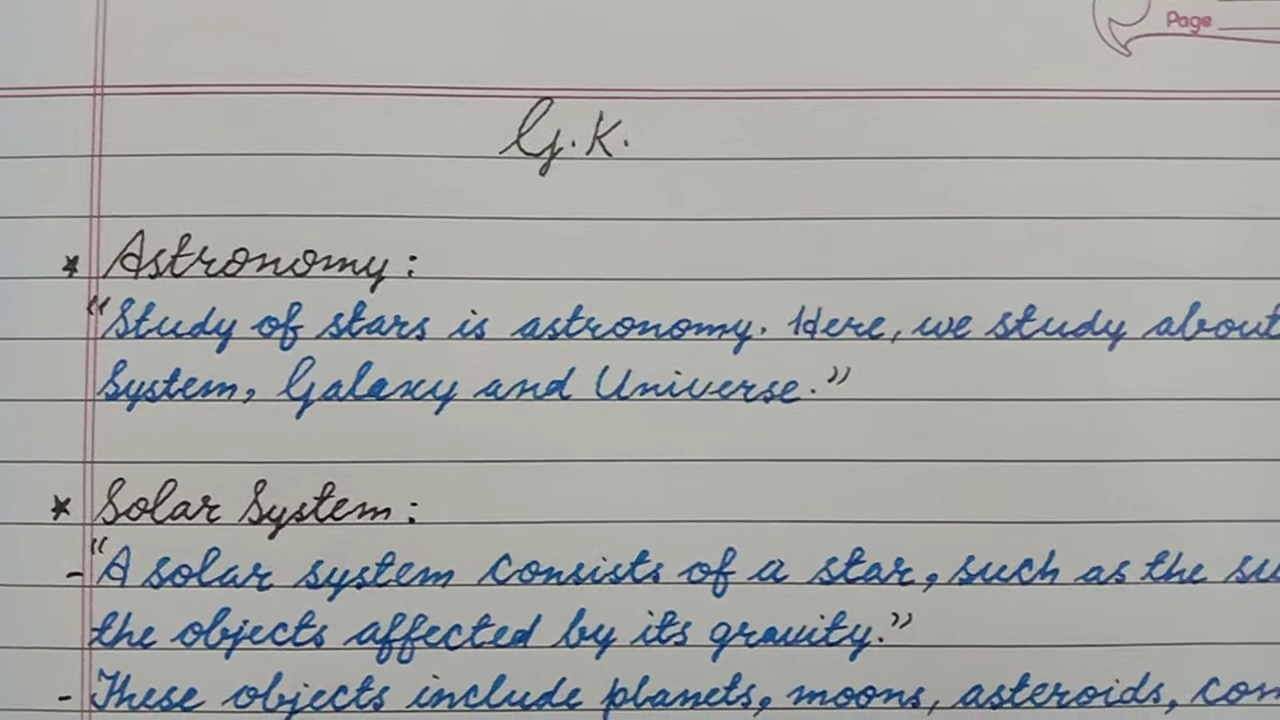 Page
G.K.
* Astronomy:
"Study of stars is astronomy. Here, we study about
System, Galaxy and Universe."
* Solar System:
- "A solar system consists of a star, such as the
the objects affected by its gravity."
- These objects include planets, moons, asteroids,